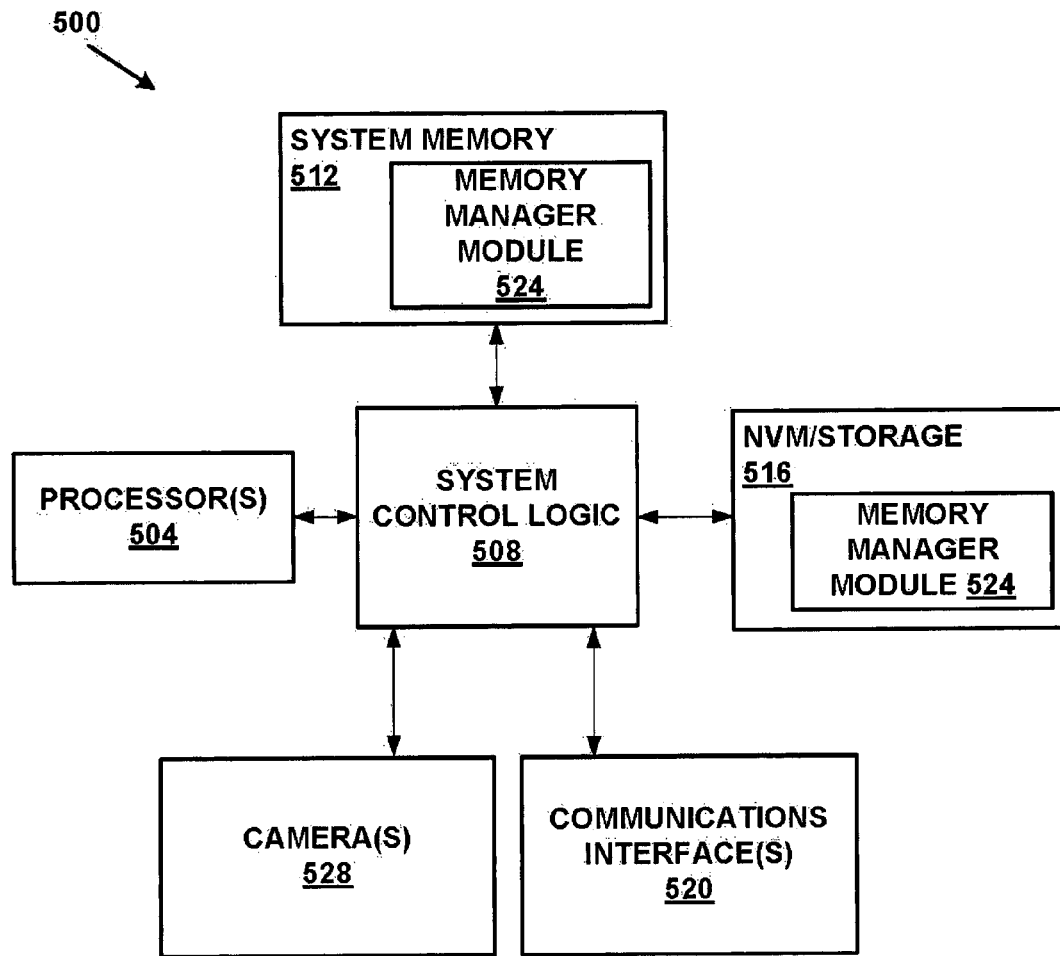 500
SYSTEM MEMORY
512
MEMORY
MANAGER
MODULE
524
PROCESSOR(S)
504
SYSTEM
CONTROL LOGIC
508
NVM/STORAGE
516
MEMORY
MANAGER
MODULE 524
CAMERA(S)
528
COMMUNICATIONS
INTERFACE(S)
520